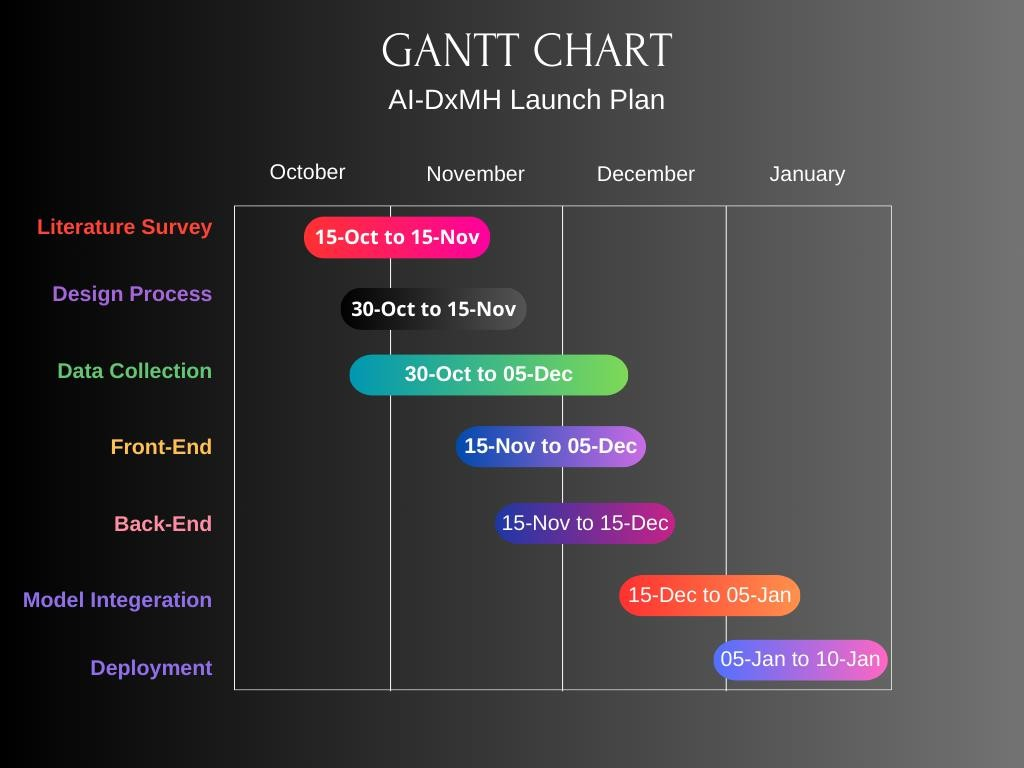 GANTT CHART
AI-DxMH Launch Plan
October November December January
Literature Survey 15-Oct to 15-Nov
Design Process 30-Oct to 15-Nov
Data Collection 30-Oct to 05-Dec
Front-End 15-Nov to 05-Dec
Back-End 15-Nov to 15-Dec
Model Integeration 15-Dec to 05-Jan
Deployment 05-Jan to 10-Jan